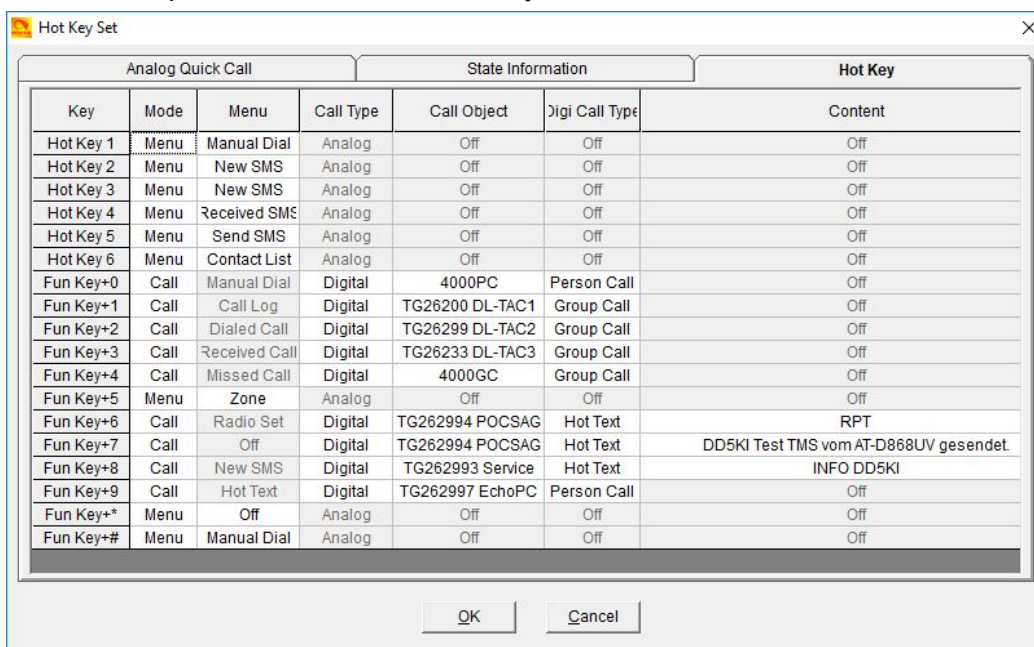 Hot Key Set
Analog Quick Call State Information Hot Key
Key Mode Menu Call Type Call Object Digi Call Type Content
Hot Key 1 Menu Manual Dial Analog Off Off Off
Hot Key 2 Menu New SMS Analog Off Off Off
Hot Key 3 Menu New SMS Analog Off Off Off
Hot Key 4 Menu Received SMS Analog Off Off Off
Hot Key 5 Menu Send SMS Analog Off Off Off
Hot Key 6 Menu Contact List Analog Off Off Off
Fun Key+0 Call Manual Dial Digital 4000PC Person Call Off
Fun Key+1 Call Call Log Digital TG26200 DL-TAC1 Group Call Off
Fun Key+2 Call Dialed Call Digital TG26299 DL-TAC2 Group Call Off
Fun Key+3 Call Received Call Digital TG26233 DL-TAC3 Group Call Off
Fun Key+4 Call Missed Call Digital 4000GC Group Call Off
Fun Key+5 Menu Zone Analog Off Off Off
Fun Key+6 Call Radio Set Digital TG262994 POCSAG Hot Text RPT
Fun Key+7 Call Off Digital TG262994 POCSAG Hot Text DD5KI Test TMS vom AT-D868UV gesendet.
Fun Key+8 Call New SMS Digital TG262993 Service Hot Text INFO DD5KI
Fun Key+9 Call Hot Text Digital TG262997 EchoPC Person Call Off
Fun Key+* Menu Off Analog Off Off Off
Fun Key+# Menu Manual Dial Analog Off Off Off
OK Cancel